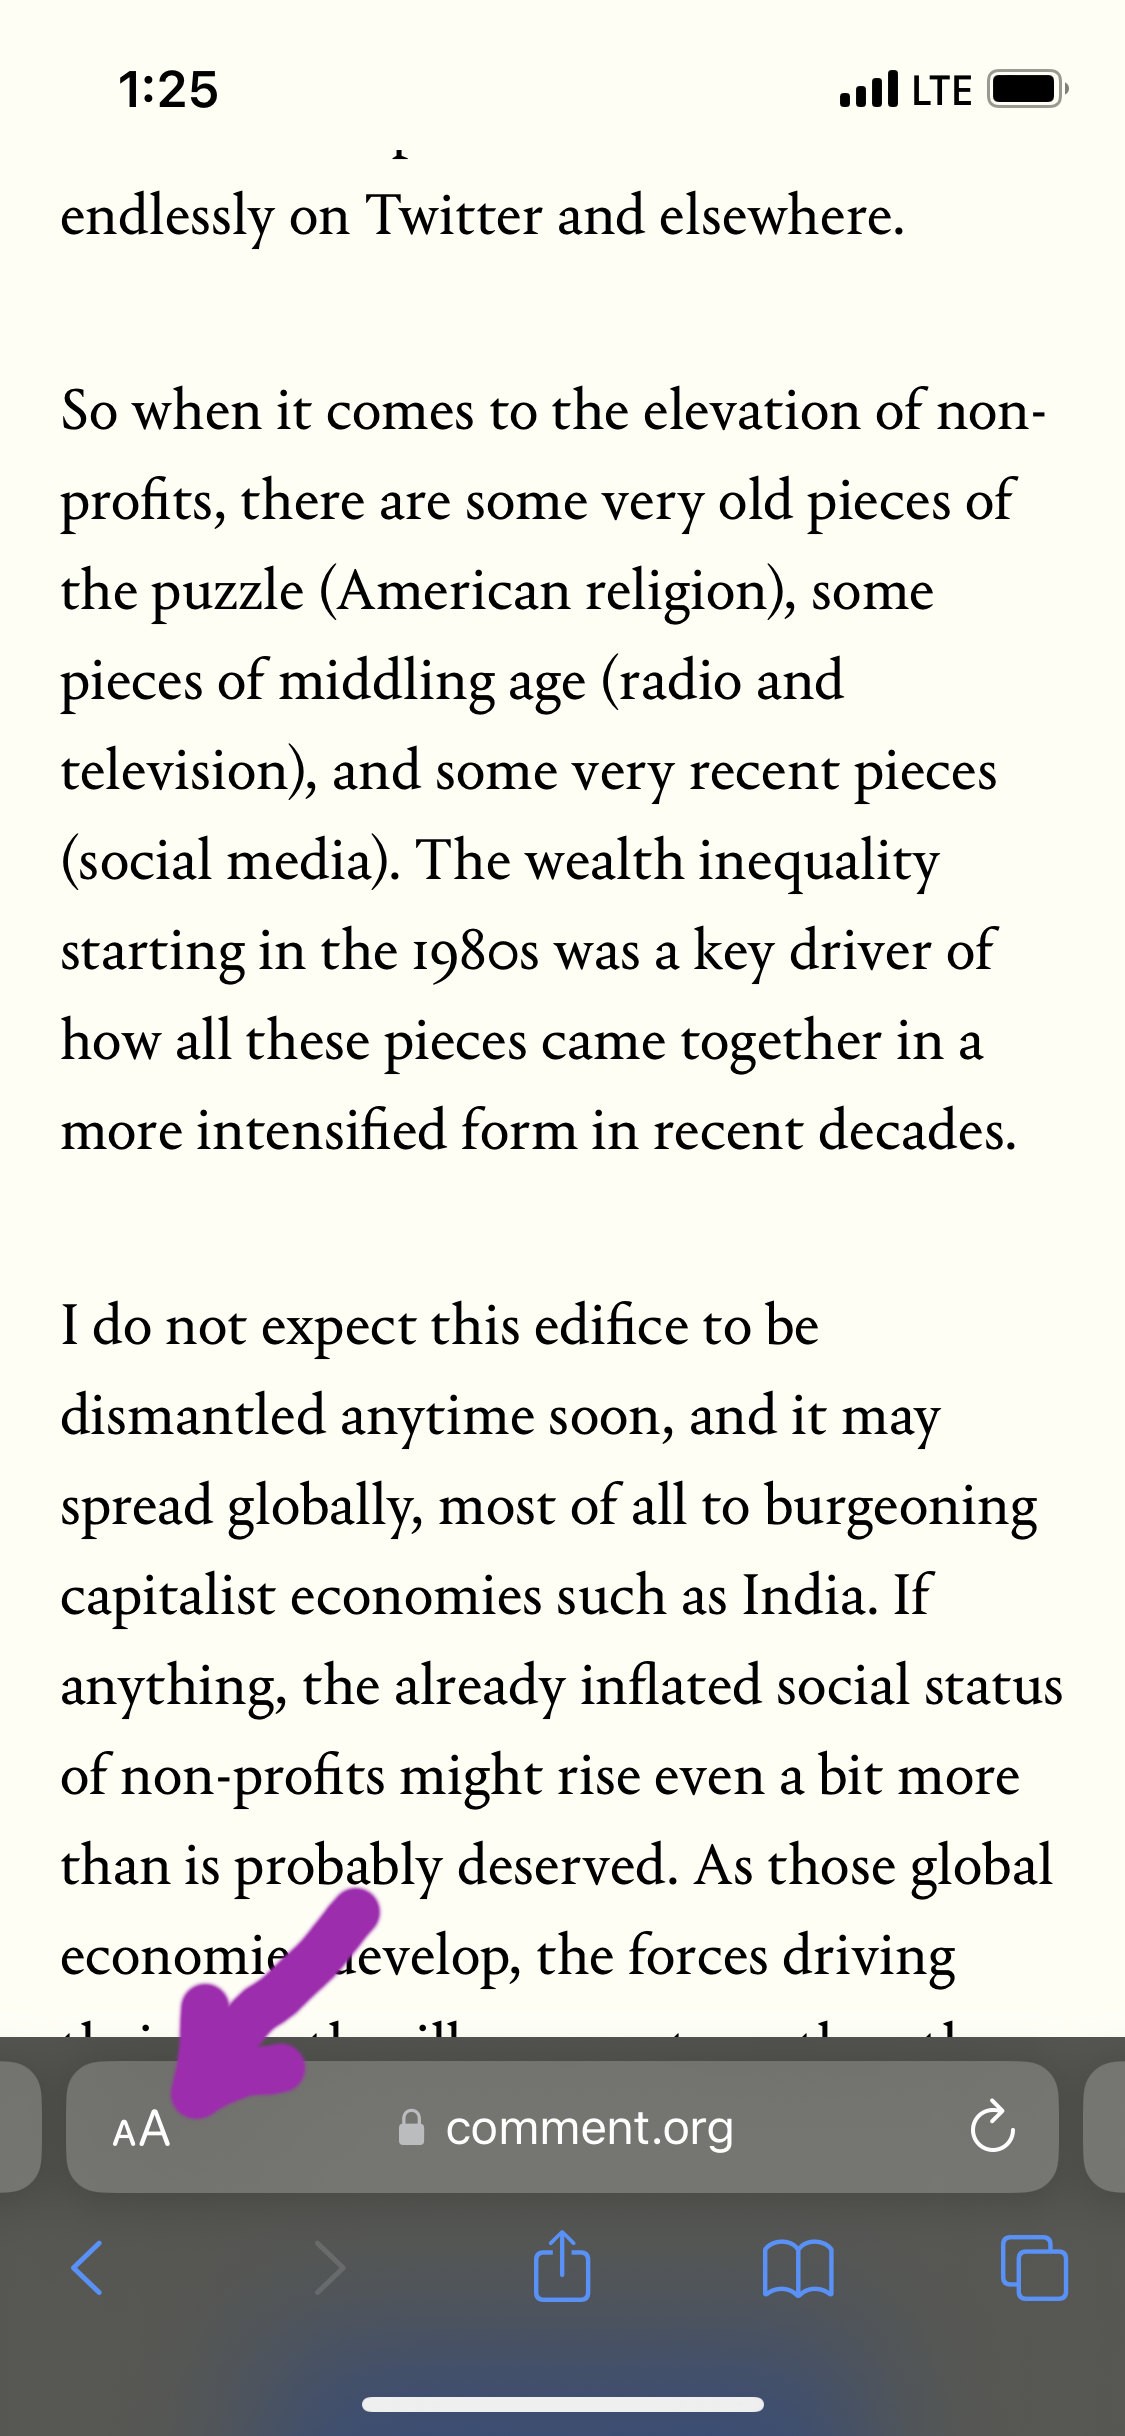 1:25 LTE
endlessly on Twitter and elsewhere.
So when it comes to the elevation of non-
profits, there are some very old pieces of
the puzzle (American religion), some
pieces of middling age (radio and
television), and some very recent pieces
(social media). The wealth inequality
starting in the 1980s was a key driver of
how all these pieces came together in a
more intensified form in recent decades.
I do not expect this edifice to be
dismantled anytime soon, and it may
spread globally, most of all to burgeoning
capitalist economies such as India. If
anything, the already inflated social status
of non-profits might rise even a bit more
than is probably deserved. As those global
economies develop, the forces driving
AA comment.org